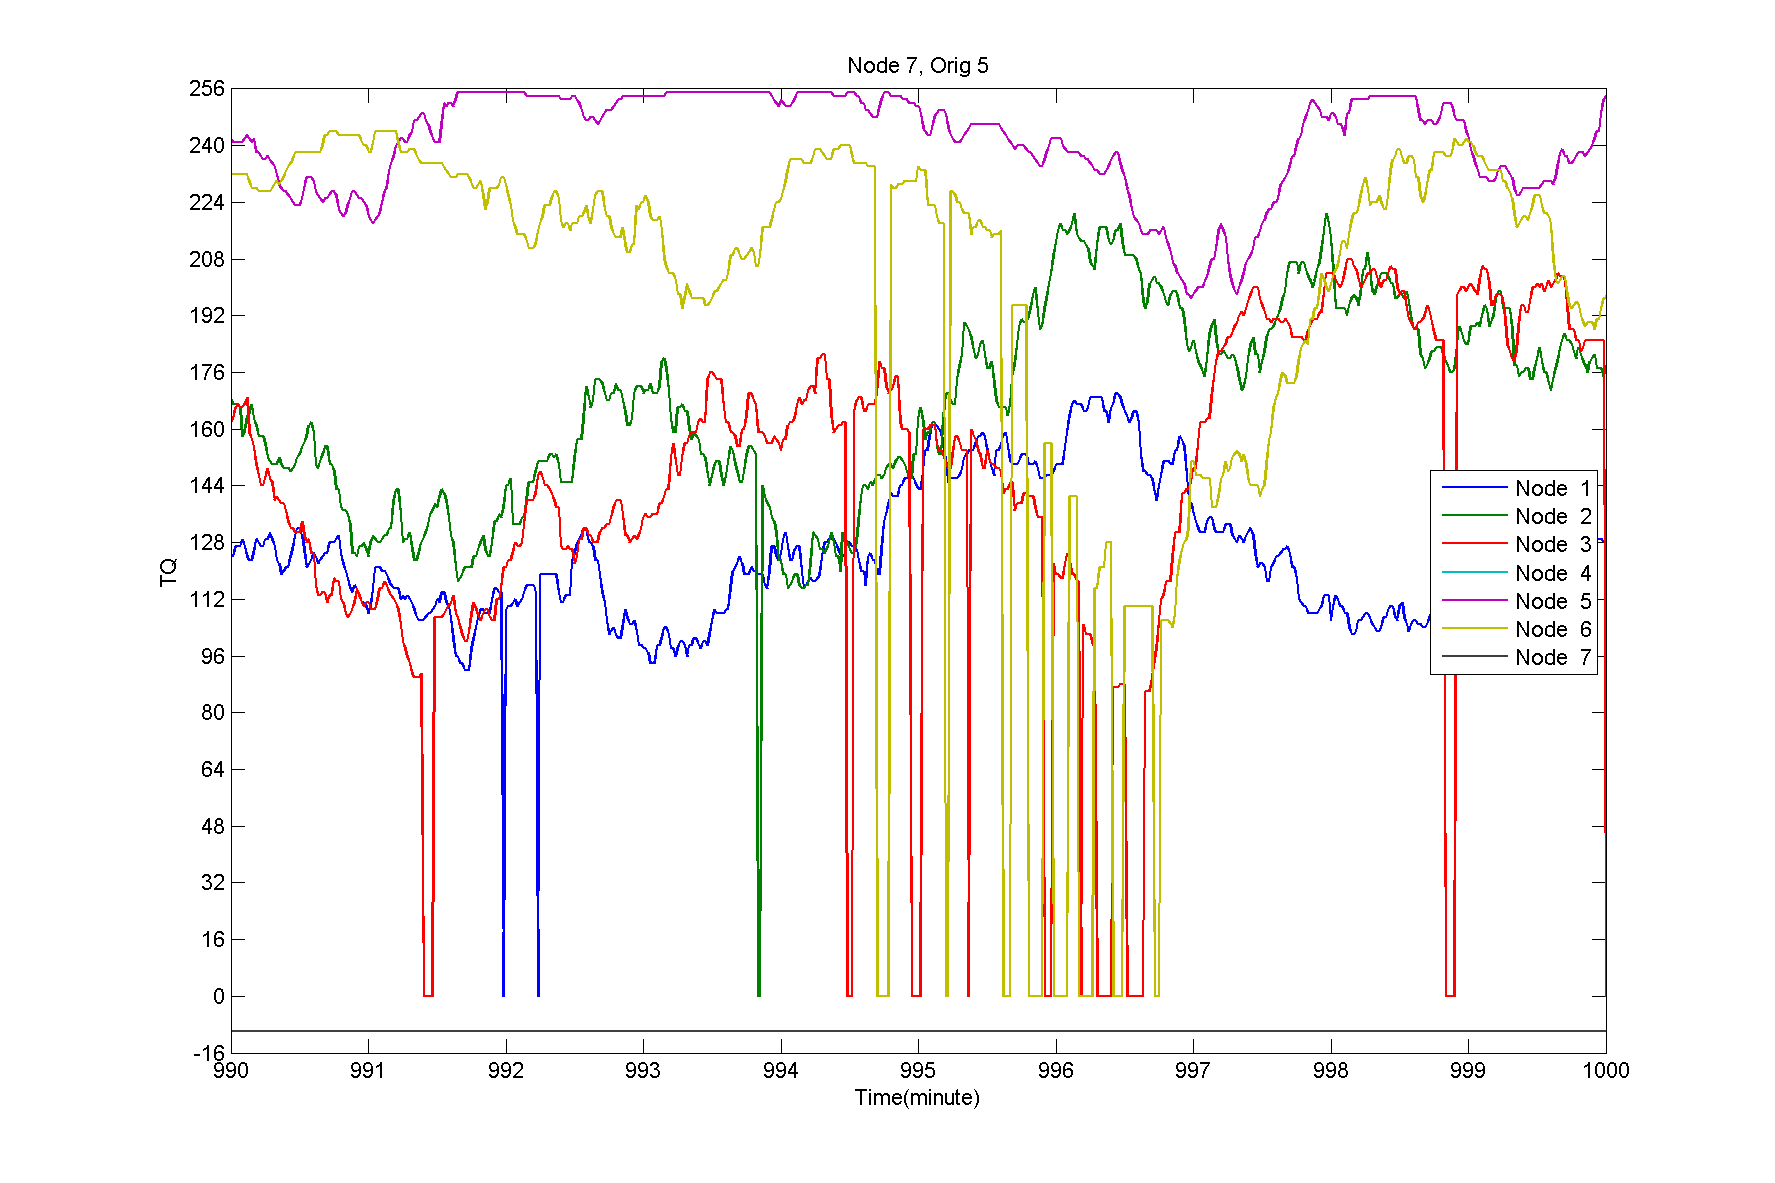 Node 7, Orig 5
256
240
224
208
192
176
160
144
128
112
96
80
64
48
32
16
0
-16
TQ
Node 1
Node 2
Node 3
Node 4
Node 5
Node 6
Node 7
990 991 992 993 994 995 996 997 998 999 1000
Time(minute)